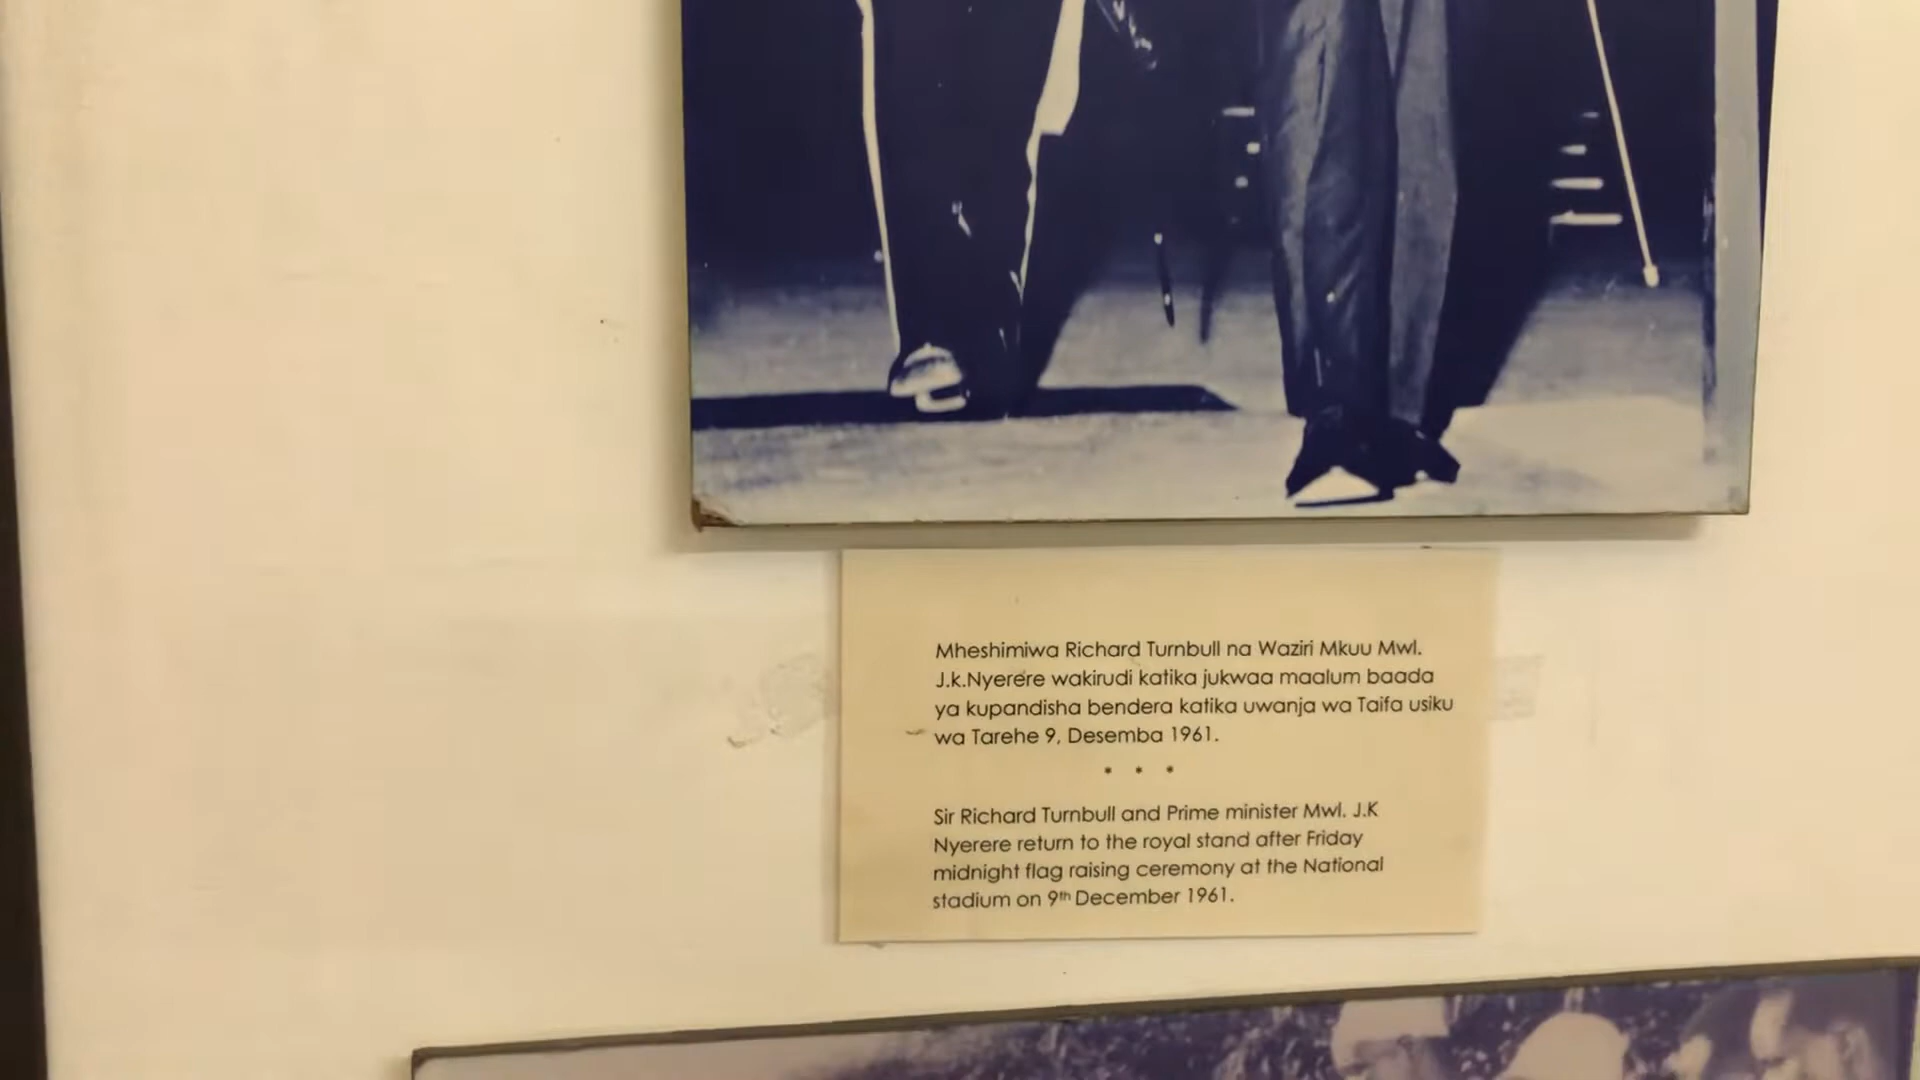 Mheshimiwa Richard Turnbull na Waziri Mkuu Mwl.
J.k.Nyerere wakirudi katika jukwaa maalum baada
ya kupandisha bendera katika uwanja wa Taifa usiku
wa Tarehe 9, Desemba 1961.
* * *
Sir Richard Turnbull and Prime minister Mwl. J.K
Nyerere return to the royal stand after Friday
midnight flag raising ceremony at the National
stadium on 9th December 1961.